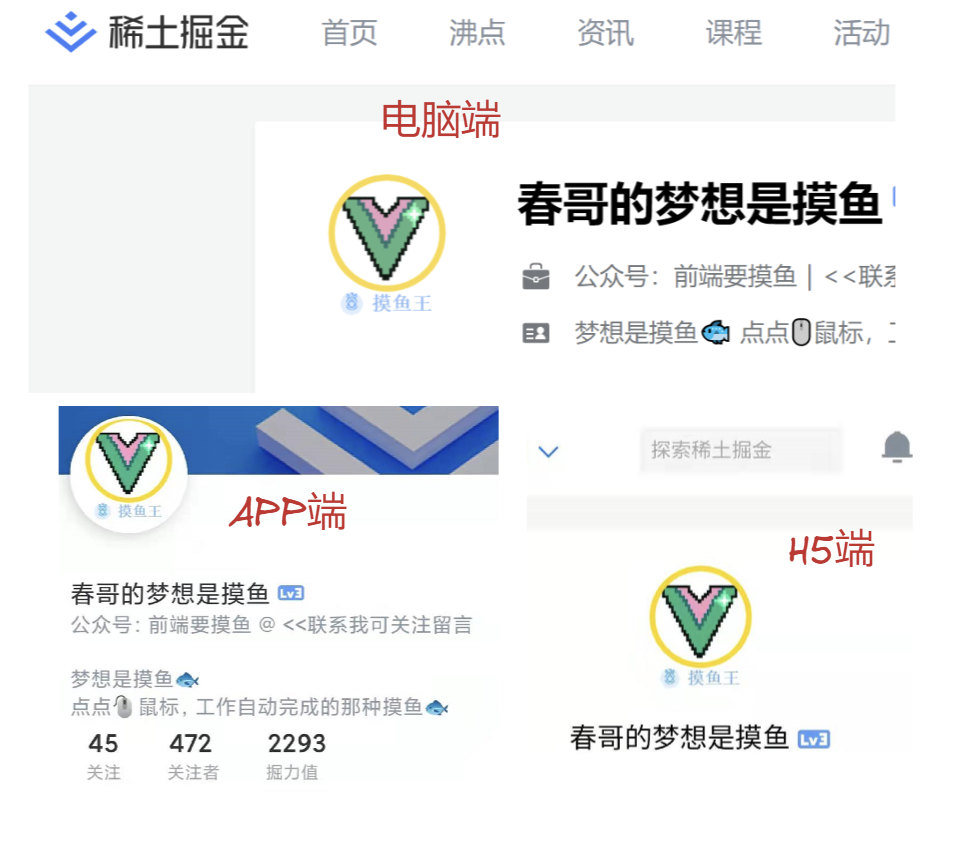 稀土掘金 首页 沸点 资讯 课程 活动
电脑端
春哥的梦想是摸鱼
公众号：前端要摸鱼 | <<联系
摸鱼王
梦想是摸鱼🐟 点点🖱鼠标，
APP端
摸鱼王
春哥的梦想是摸鱼 Lv3
公众号：前端要摸鱼 @ <<联系我可关注留言
梦想是摸鱼🐟
点点🖱鼠标，工作自动完成的那种摸鱼🐟
45 472 2293
关注 关注者 掘力值
探索稀土掘金
H5端
摸鱼王
春哥的梦想是摸鱼 Lv3